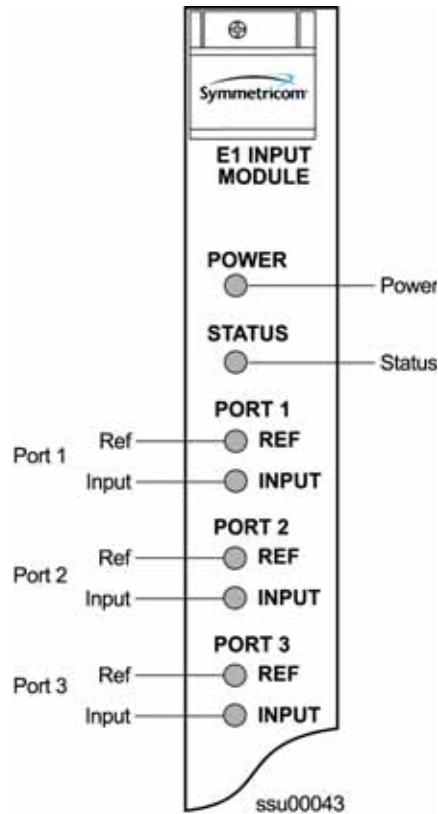 Symmetricom
E1 INPUT
MODULE
POWER
Power
STATUS
Status
PORT 1
Port 1
Ref
REF
Input
INPUT
PORT 2
Port 2
Ref
REF
Input
INPUT
PORT 3
Port 3
Ref
REF
Input
INPUT
ssu00043